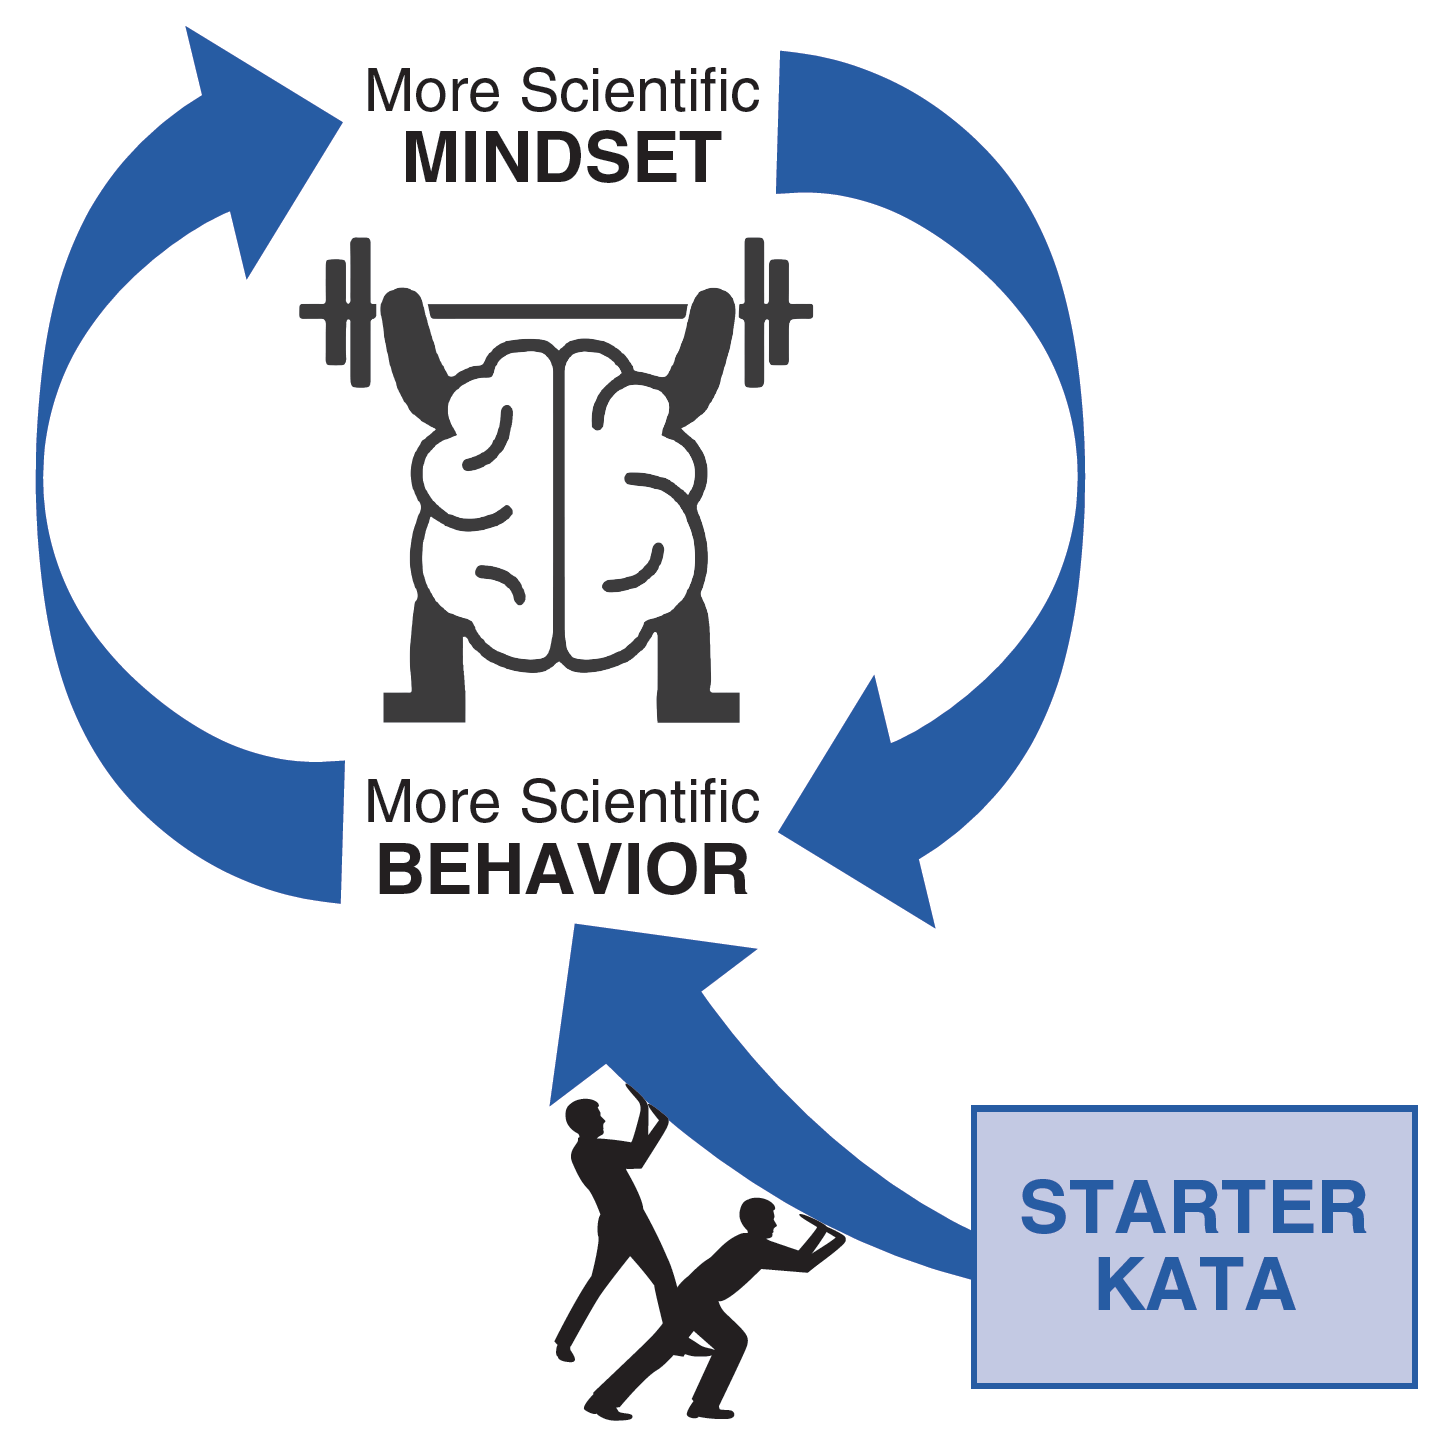 More Scientific
MINDSET
More Scientific
BEHAVIOR
STARTER
KATA